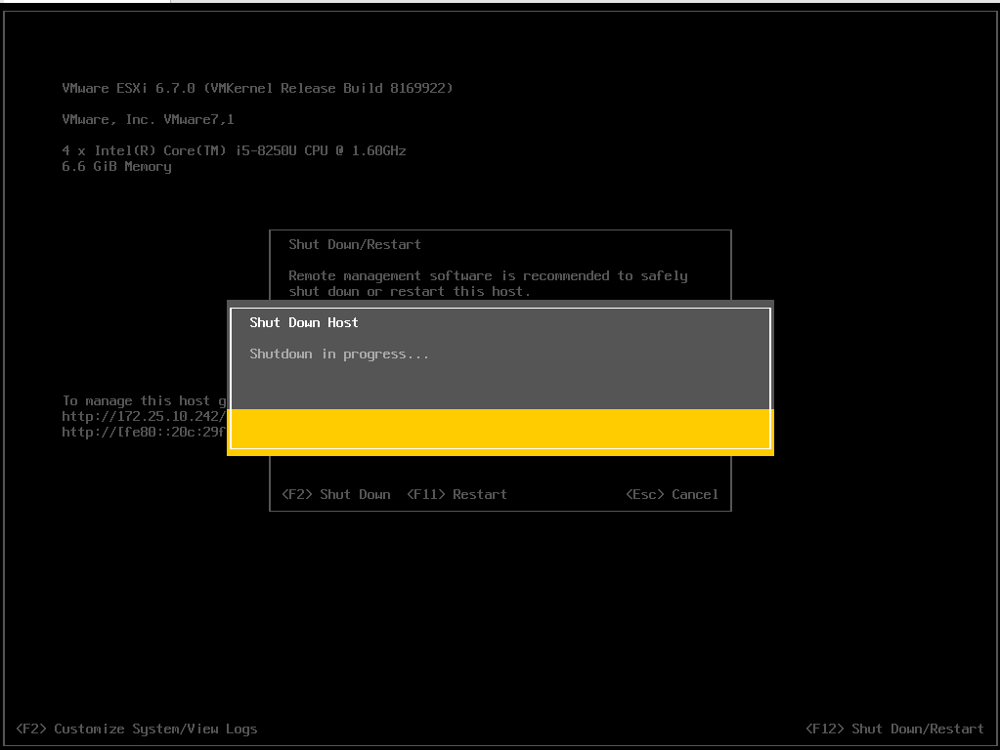 VMware ESXi 6.7.0 (VMKernel Release Build 8169922)
VMware, Inc. VMware7,1
4 x Intel(R) Core(TM) i5-8250U CPU @ 1.60GHz
6.6 GiB Memory
Shut Down/Restart
Remote management software is recommended to safely
shut down or restart this host.
Shut Down Host
Shutdown in progress...
To manage this host g
http://172.25.10.242/
http://[fe80::20c:29f
<F2> Shut Down <F11> Restart <Esc> Cancel
<F2> Customize System/View Logs <F12> Shut Down/Restart